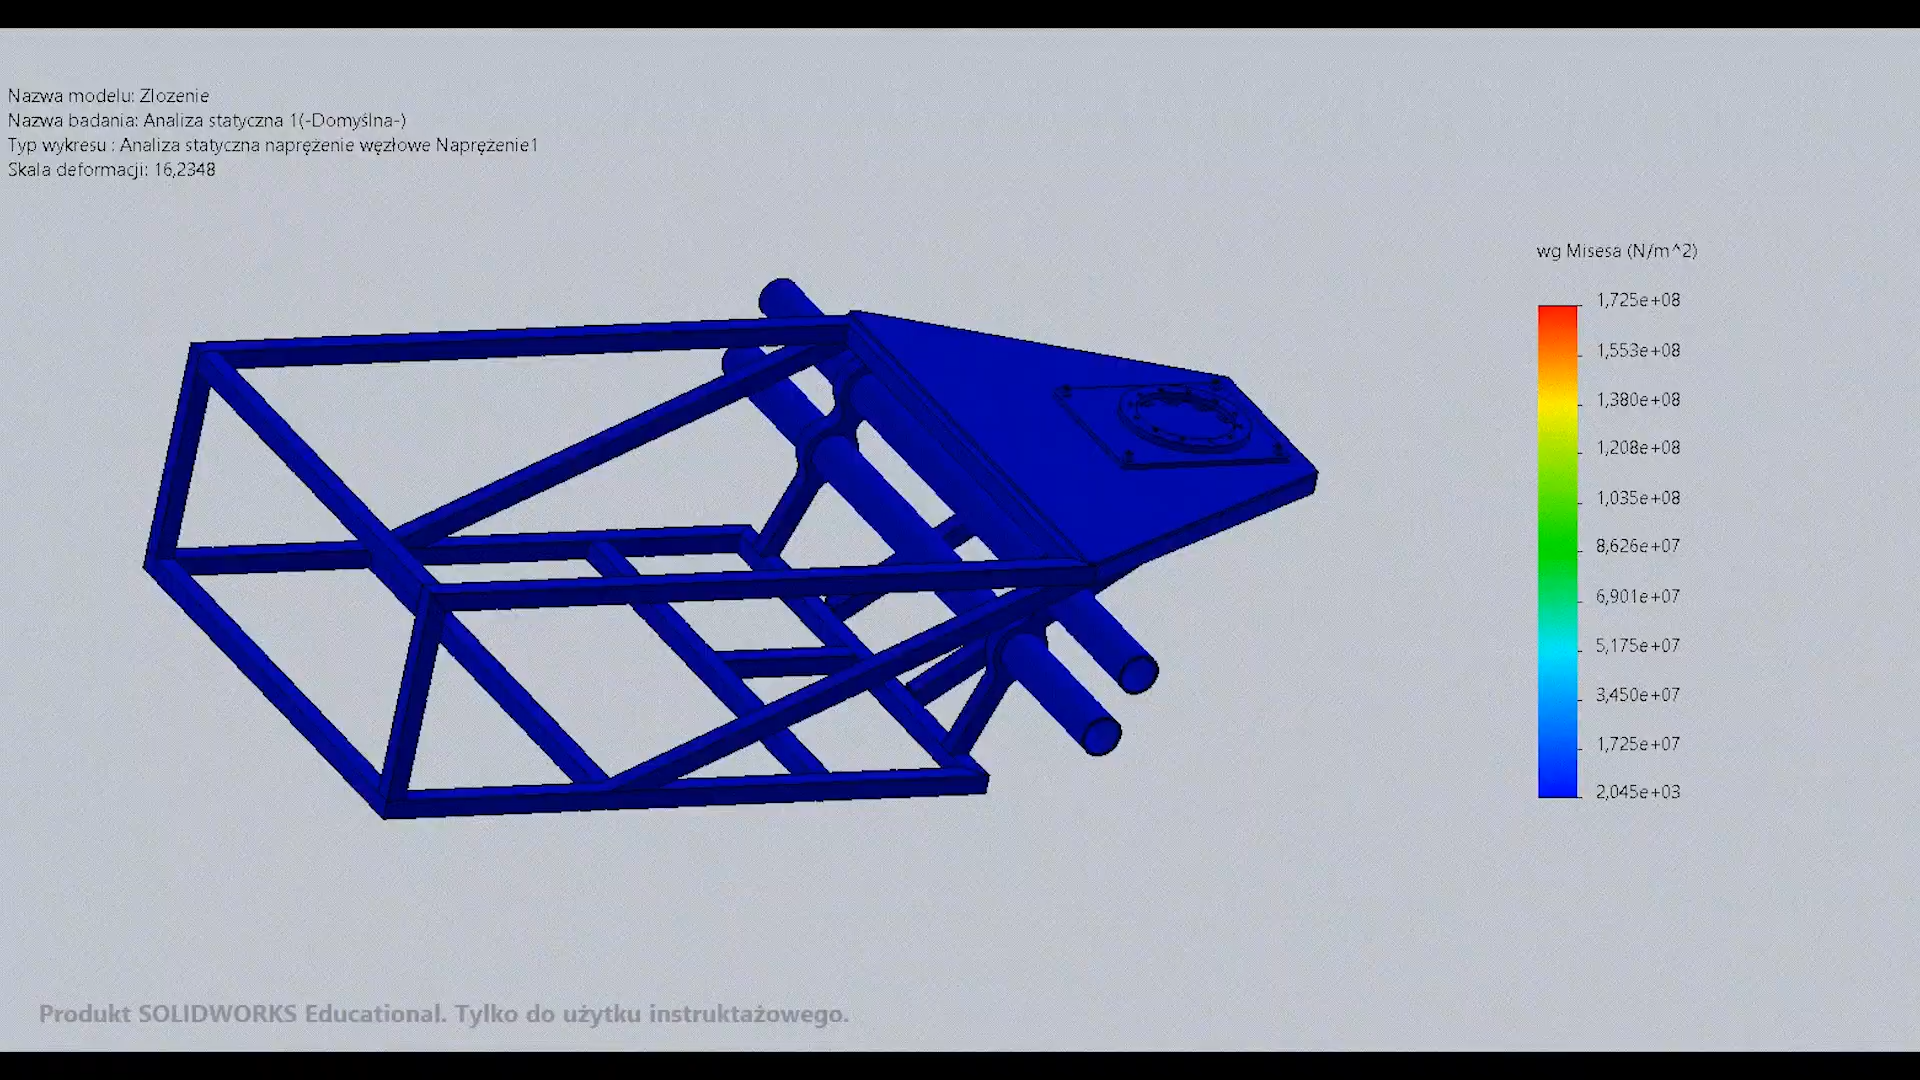 Nazwa modelu: Zlozenie
Nazwa badania: Analiza statyczna 1(-Domyślna-)
Typ wykresu : Analiza statyczna naprężenie węzłowe Naprężenie1
Skala deformacji: 16,2348
wg Misesa (N/m^2)
1,725e+08
1,553e+08
1,380e+08
1,208e+08
1,035e+08
8,626e+07
6,901e+07
5,175e+07
3,450e+07
1,725e+07
2,045e+03
Produkt SOLIDWORKS Educational. Tylko do użytku instruktażowego.